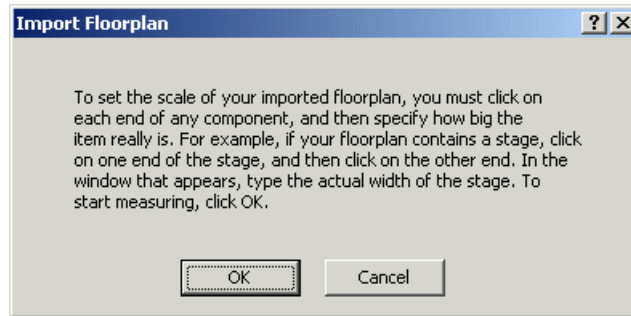 Import Floorplan
To set the scale of your imported floorplan, you must click on
each end of any component, and then specify how big the
item really is. For example, if your floorplan contains a stage, click
on one end of the stage, and then click on the other end. In the
window that appears, type the actual width of the stage. To
start measuring, click OK.
OK
Cancel